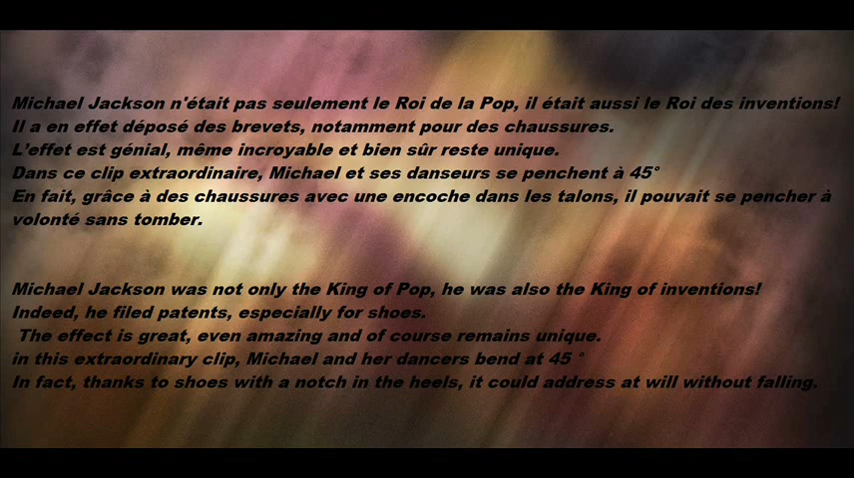 Michael Jackson n'était pas seulement le Roi de la Pop, il était aussi le Roi des inventions!
Il a en effet déposé des brevets, notamment pour des chaussures.
L'effet est génial, même incroyable et bien sûr reste unique.
Dans ce clip extraordinaire, Michael et ses danseurs se penchent à 45°
En fait, grâce à des chaussures avec une encoche dans les talons, il pouvait se pencher à
volonté sans tomber.
Michael Jackson was not only the King of Pop, he was also the King of inventions!
Indeed, he filed patents, especially for shoes.
The effect is great, even amazing and of course remains unique.
in this extraordinary clip, Michael and her dancers bend at 45 °
In fact, thanks to shoes with a notch in the heels, it could address at will without falling.